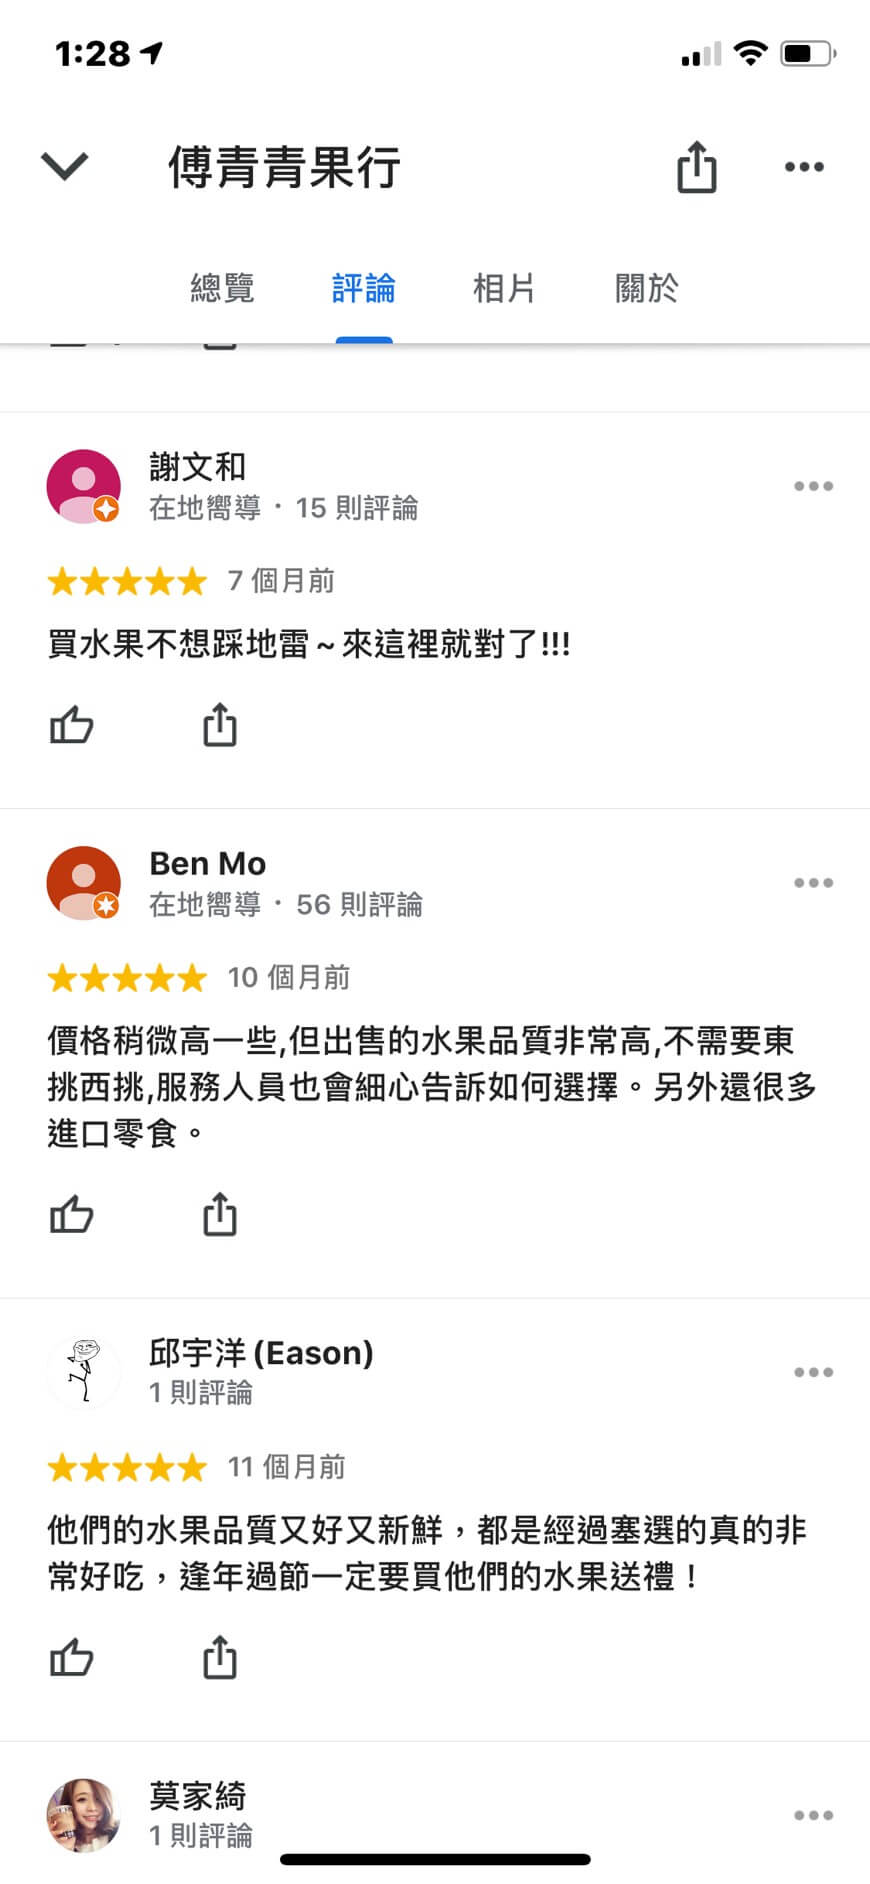 1:28
傅青青果行
總覽
評論
相片
關於
謝文和
在地嚮導・15 則評論
7 個月前
買水果不想踩地雷~來這裡就對了!!!
Ben Mo
在地嚮導・56 則評論
10 個月前
價格稍微高一些,但出售的水果品質非常高,不需要東
挑西挑,服務人員也會細心告訴如何選擇。另外還很多
進口零食。
邱宇洋 (Eason)
1 則評論
11 個月前
他們的水果品質又好又新鮮，都是經過塞選的真的非
常好吃，逢年過節一定要買他們的水果送禮！
莫家綺
1 則評論